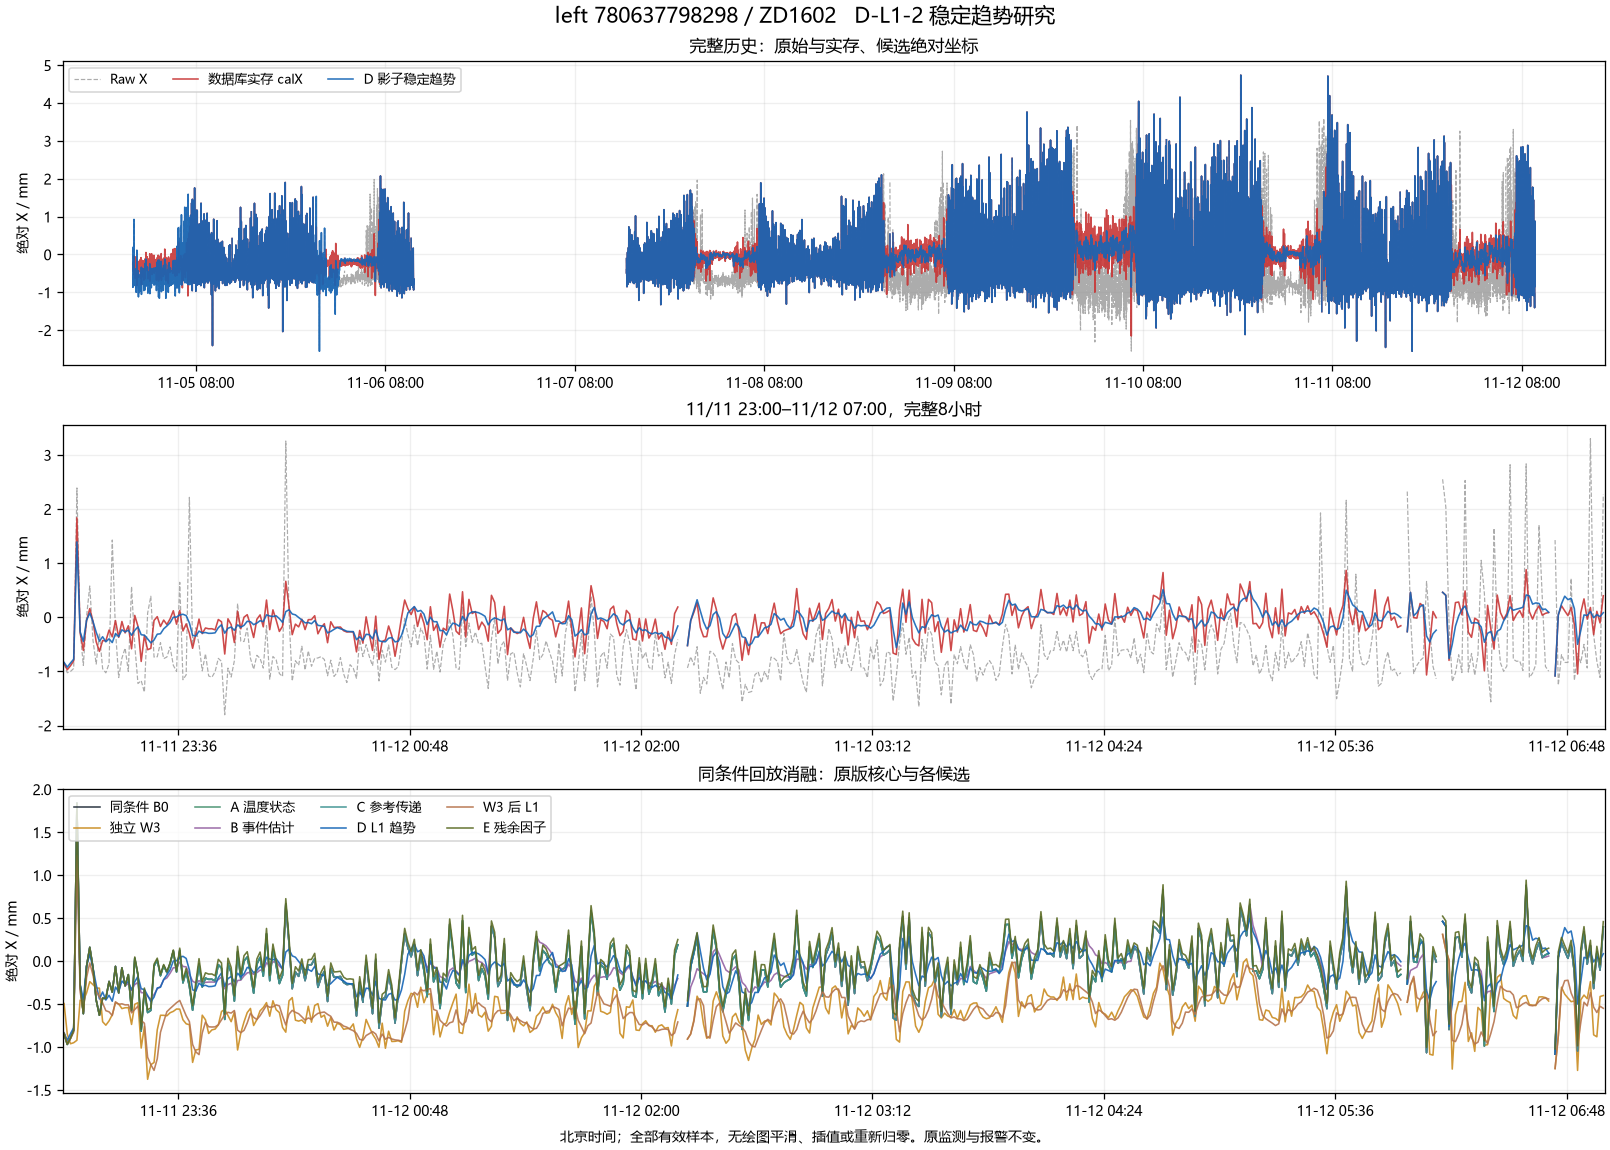 left 780637798298 / ZD1602   D-L1-2 稳定趋势研究
完整历史：原始与实存、候选绝对坐标
Raw X
数据库实存 calX
D 影子稳定趋势
绝对 X / mm
5
4
3
2
1
0
-1
-2
11-05 08:00
11-06 08:00
11-07 08:00
11-08 08:00
11-09 08:00
11-10 08:00
11-11 08:00
11-12 08:00
11/11 23:00–11/12 07:00，完整8小时
绝对 X / mm
3
2
1
0
-1
-2
11-11 23:36
11-12 00:48
11-12 02:00
11-12 03:12
11-12 04:24
11-12 05:36
11-12 06:48
同条件回放消融：原版核心与各候选
同条件 B0
A 温度状态
C 参考传递
W3 后 L1
独立 W3
B 事件估计
D L1 趋势
E 残余因子
绝对 X / mm
2.0
1.5
1.0
0.5
0.0
-0.5
-1.0
-1.5
11-11 23:36
11-12 00:48
11-12 02:00
11-12 03:12
11-12 04:24
11-12 05:36
11-12 06:48
北京时间；全部有效样本，无绘图平滑、插值或重新归零。原监测与报警不变。